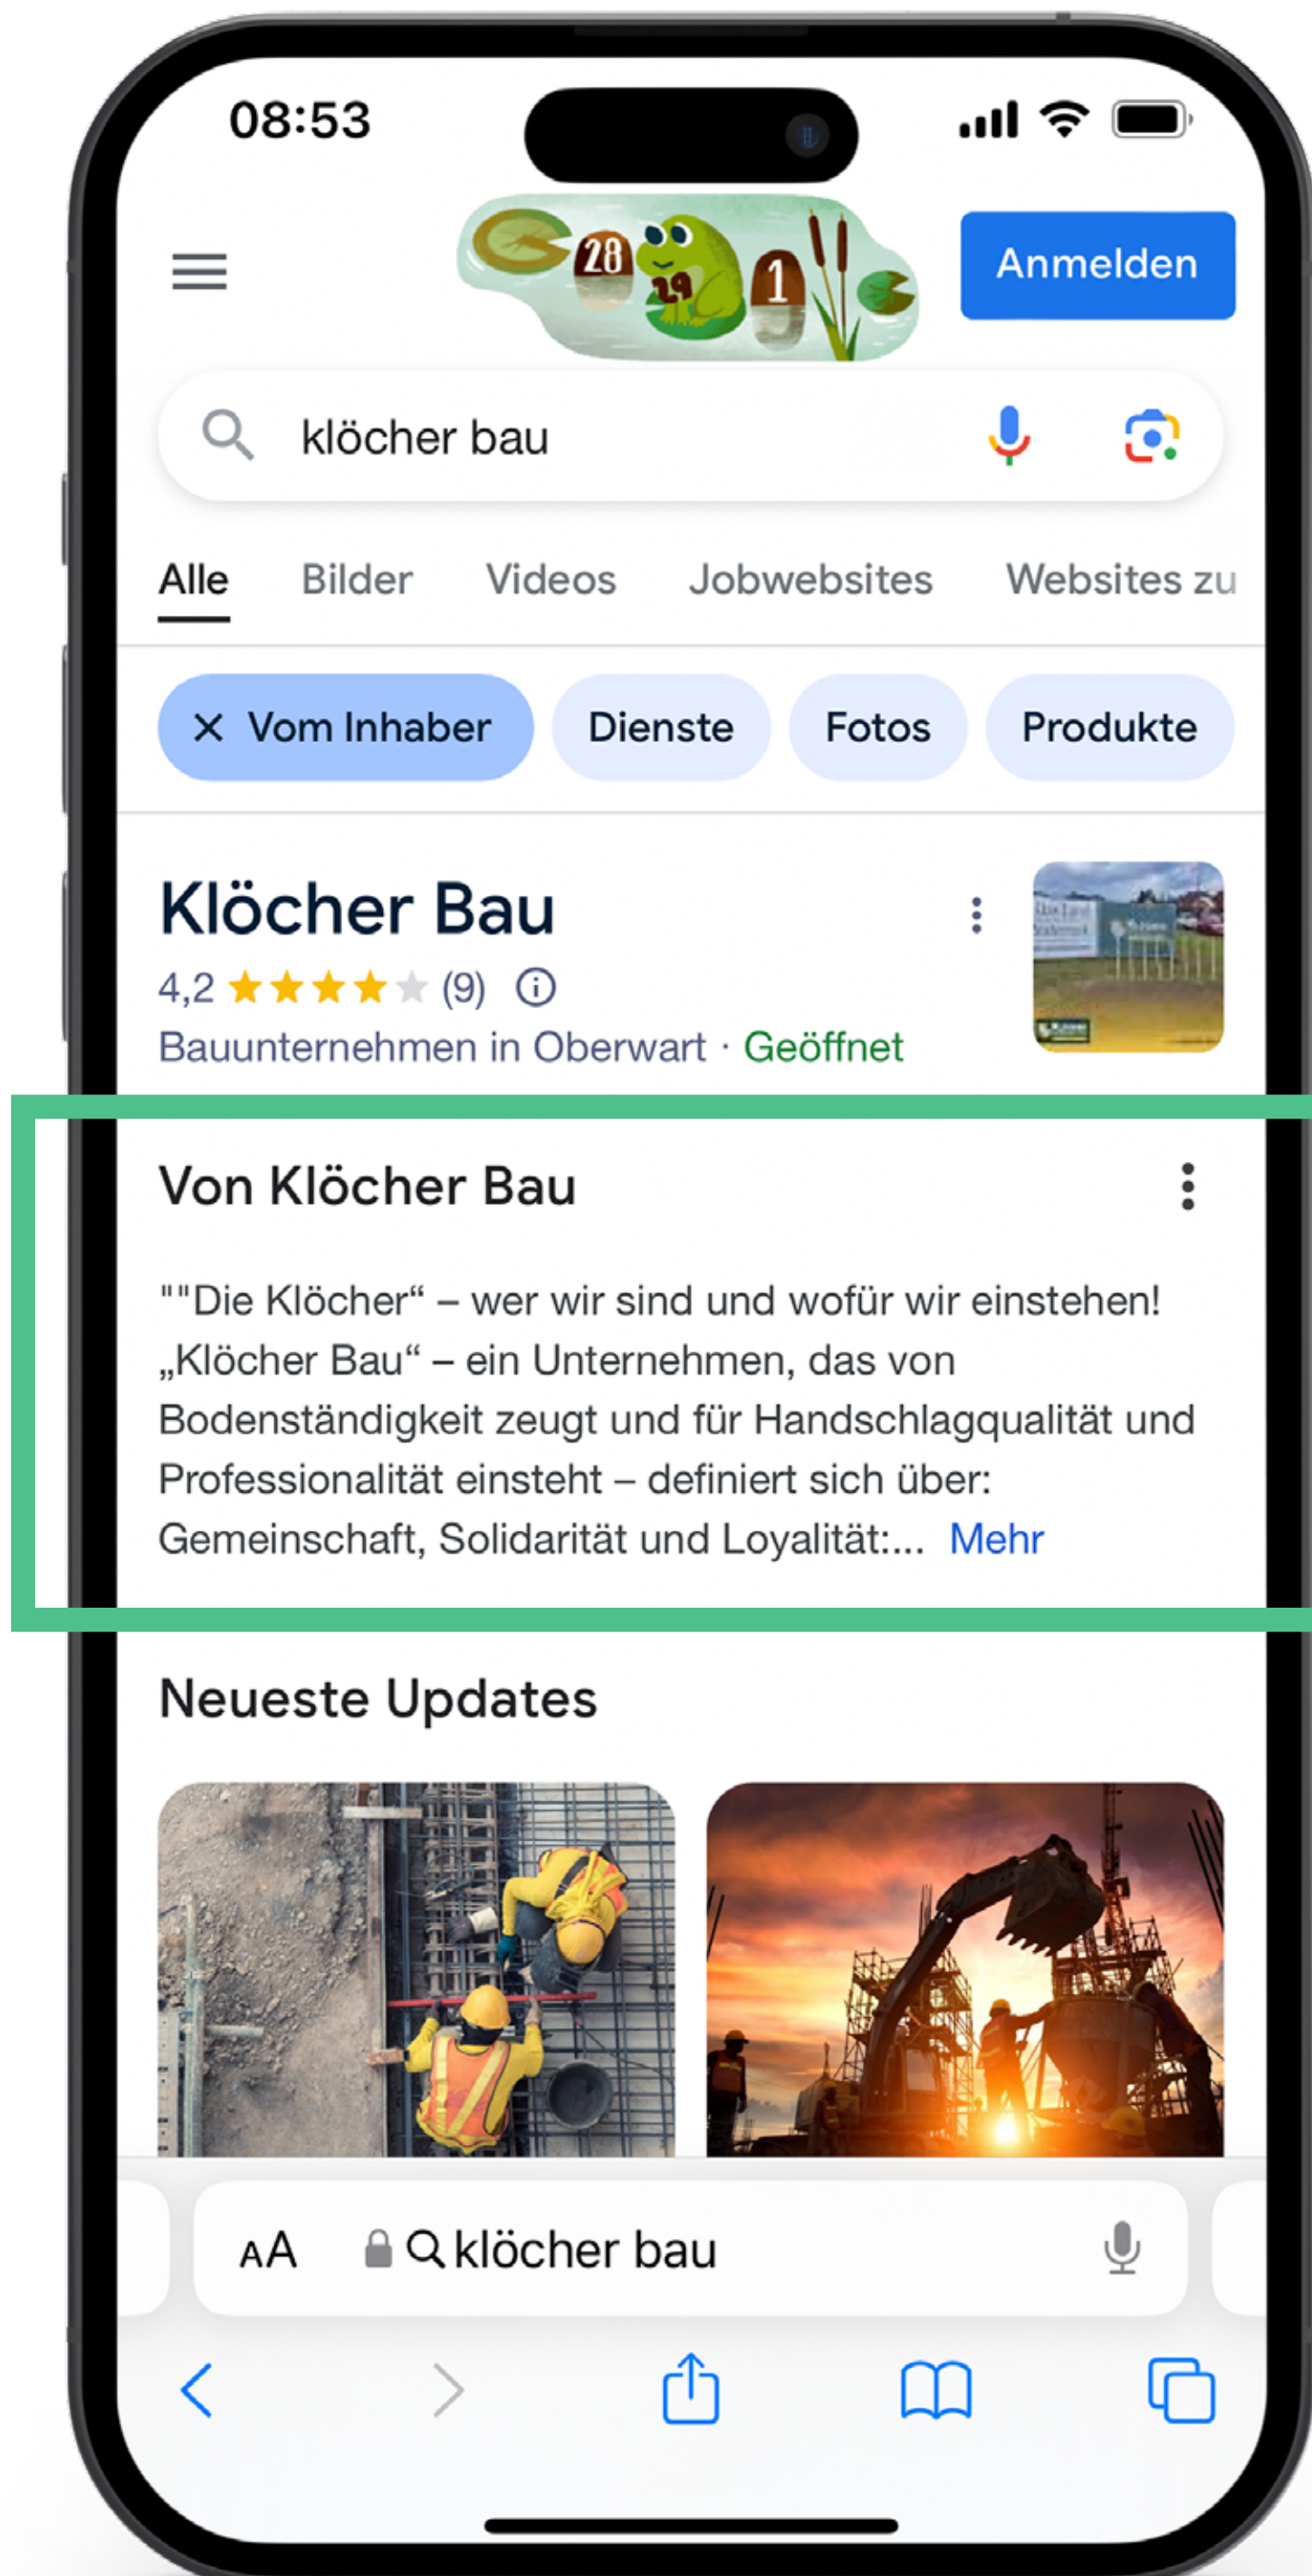 08:53
28
29
1
Anmelden
klöcher bau
Alle Bilder Videos Jobwebsites Websites zu
× Vom Inhaber Dienste Fotos Produkte
Klöcher Bau
4,2 (9)
Bauunternehmen in Oberwart · Geöffnet
Von Klöcher Bau
""Die Klöcher“ – wer wir sind und wofür wir einstehen!
„Klöcher Bau“ – ein Unternehmen, das von
Bodenständigkeit zeugt und für Handschlagqualität und
Professionalität einsteht – definiert sich über:
Gemeinschaft, Solidarität und Loyalität:... Mehr
Neueste Updates
AA klöcher bau